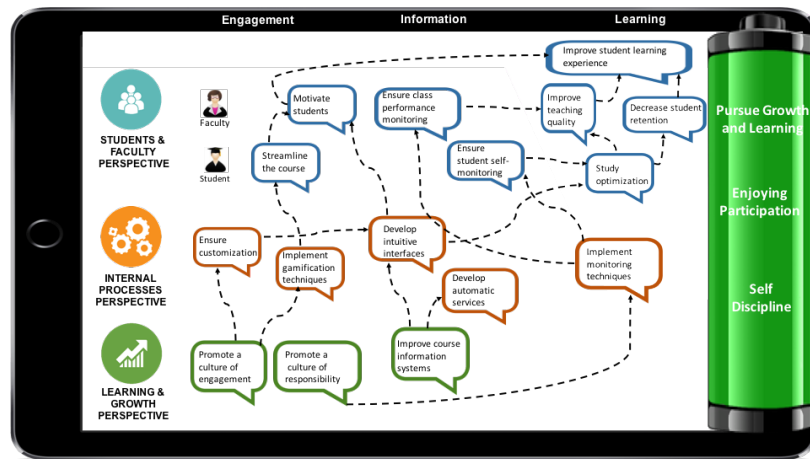 Engagement
Information
Learning
Improve student learning
experience
Motivate
students
Ensure class
performance
monitoring
Improve
teaching
quality
Decrease student
retention
Faculty
STUDENTS &
FACULTY
PERSPECTIVE
Student
Streamline
the course
Ensure
student self-
monitoring
Study
optimization
Pursue Growth
and Learning
Enjoying
Participation
Self
Discipline
INTERNAL
PROCESSES
PERSPECTIVE
Ensure
customization
Implement
gamification
techniques
Develop
intuitive
interfaces
Develop
automatic
services
Implement
monitoring
techniques
LEARNING &
GROWTH
PERSPECTIVE
Promote a
culture of
engagement
Promote a
culture of
responsibility
Improve course
information
systems